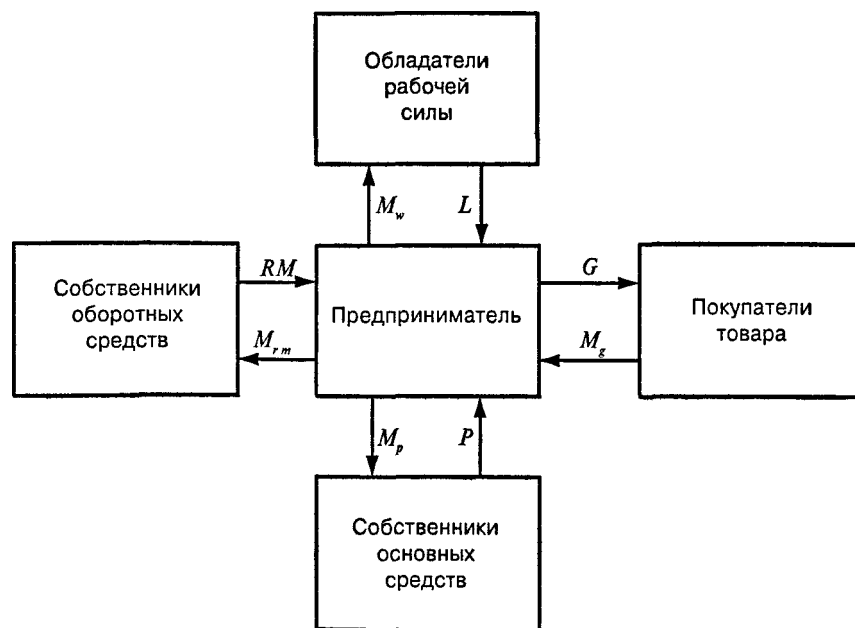 Обладатели
рабочей
силы
M_w
L
Собственники
оборотных
средств
RM
M_rm
Предприниматель
G
M_g
Покупатели
товара
M_p
P
Собственники
основных
средств